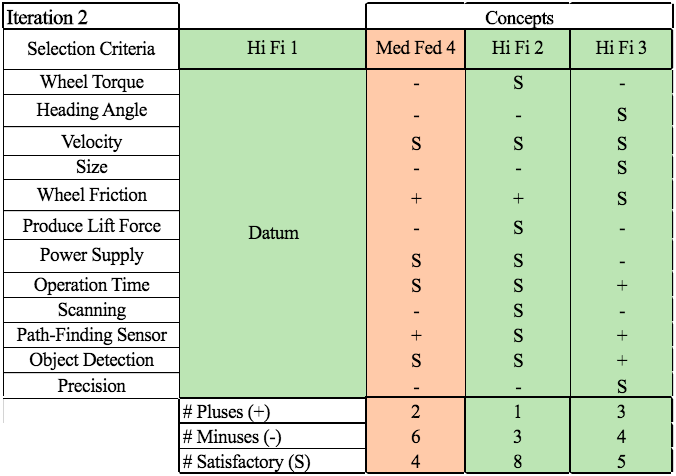 Iteration 2 Concepts
Selection Criteria Hi Fi 1 Med Fed 4 Hi Fi 2 Hi Fi 3
Wheel Torque - S -
Heading Angle - - S
Velocity S S S
Size - - S
Wheel Friction + + S
Produce Lift Force - S -
Datum
Power Supply S S -
Operation Time S S +
Scanning - S -
Path-Finding Sensor + S +
Object Detection S S +
Precision - - S
# Pluses (+) 2 1 3
# Minuses (-) 6 3 4
# Satisfactory (S) 4 8 5